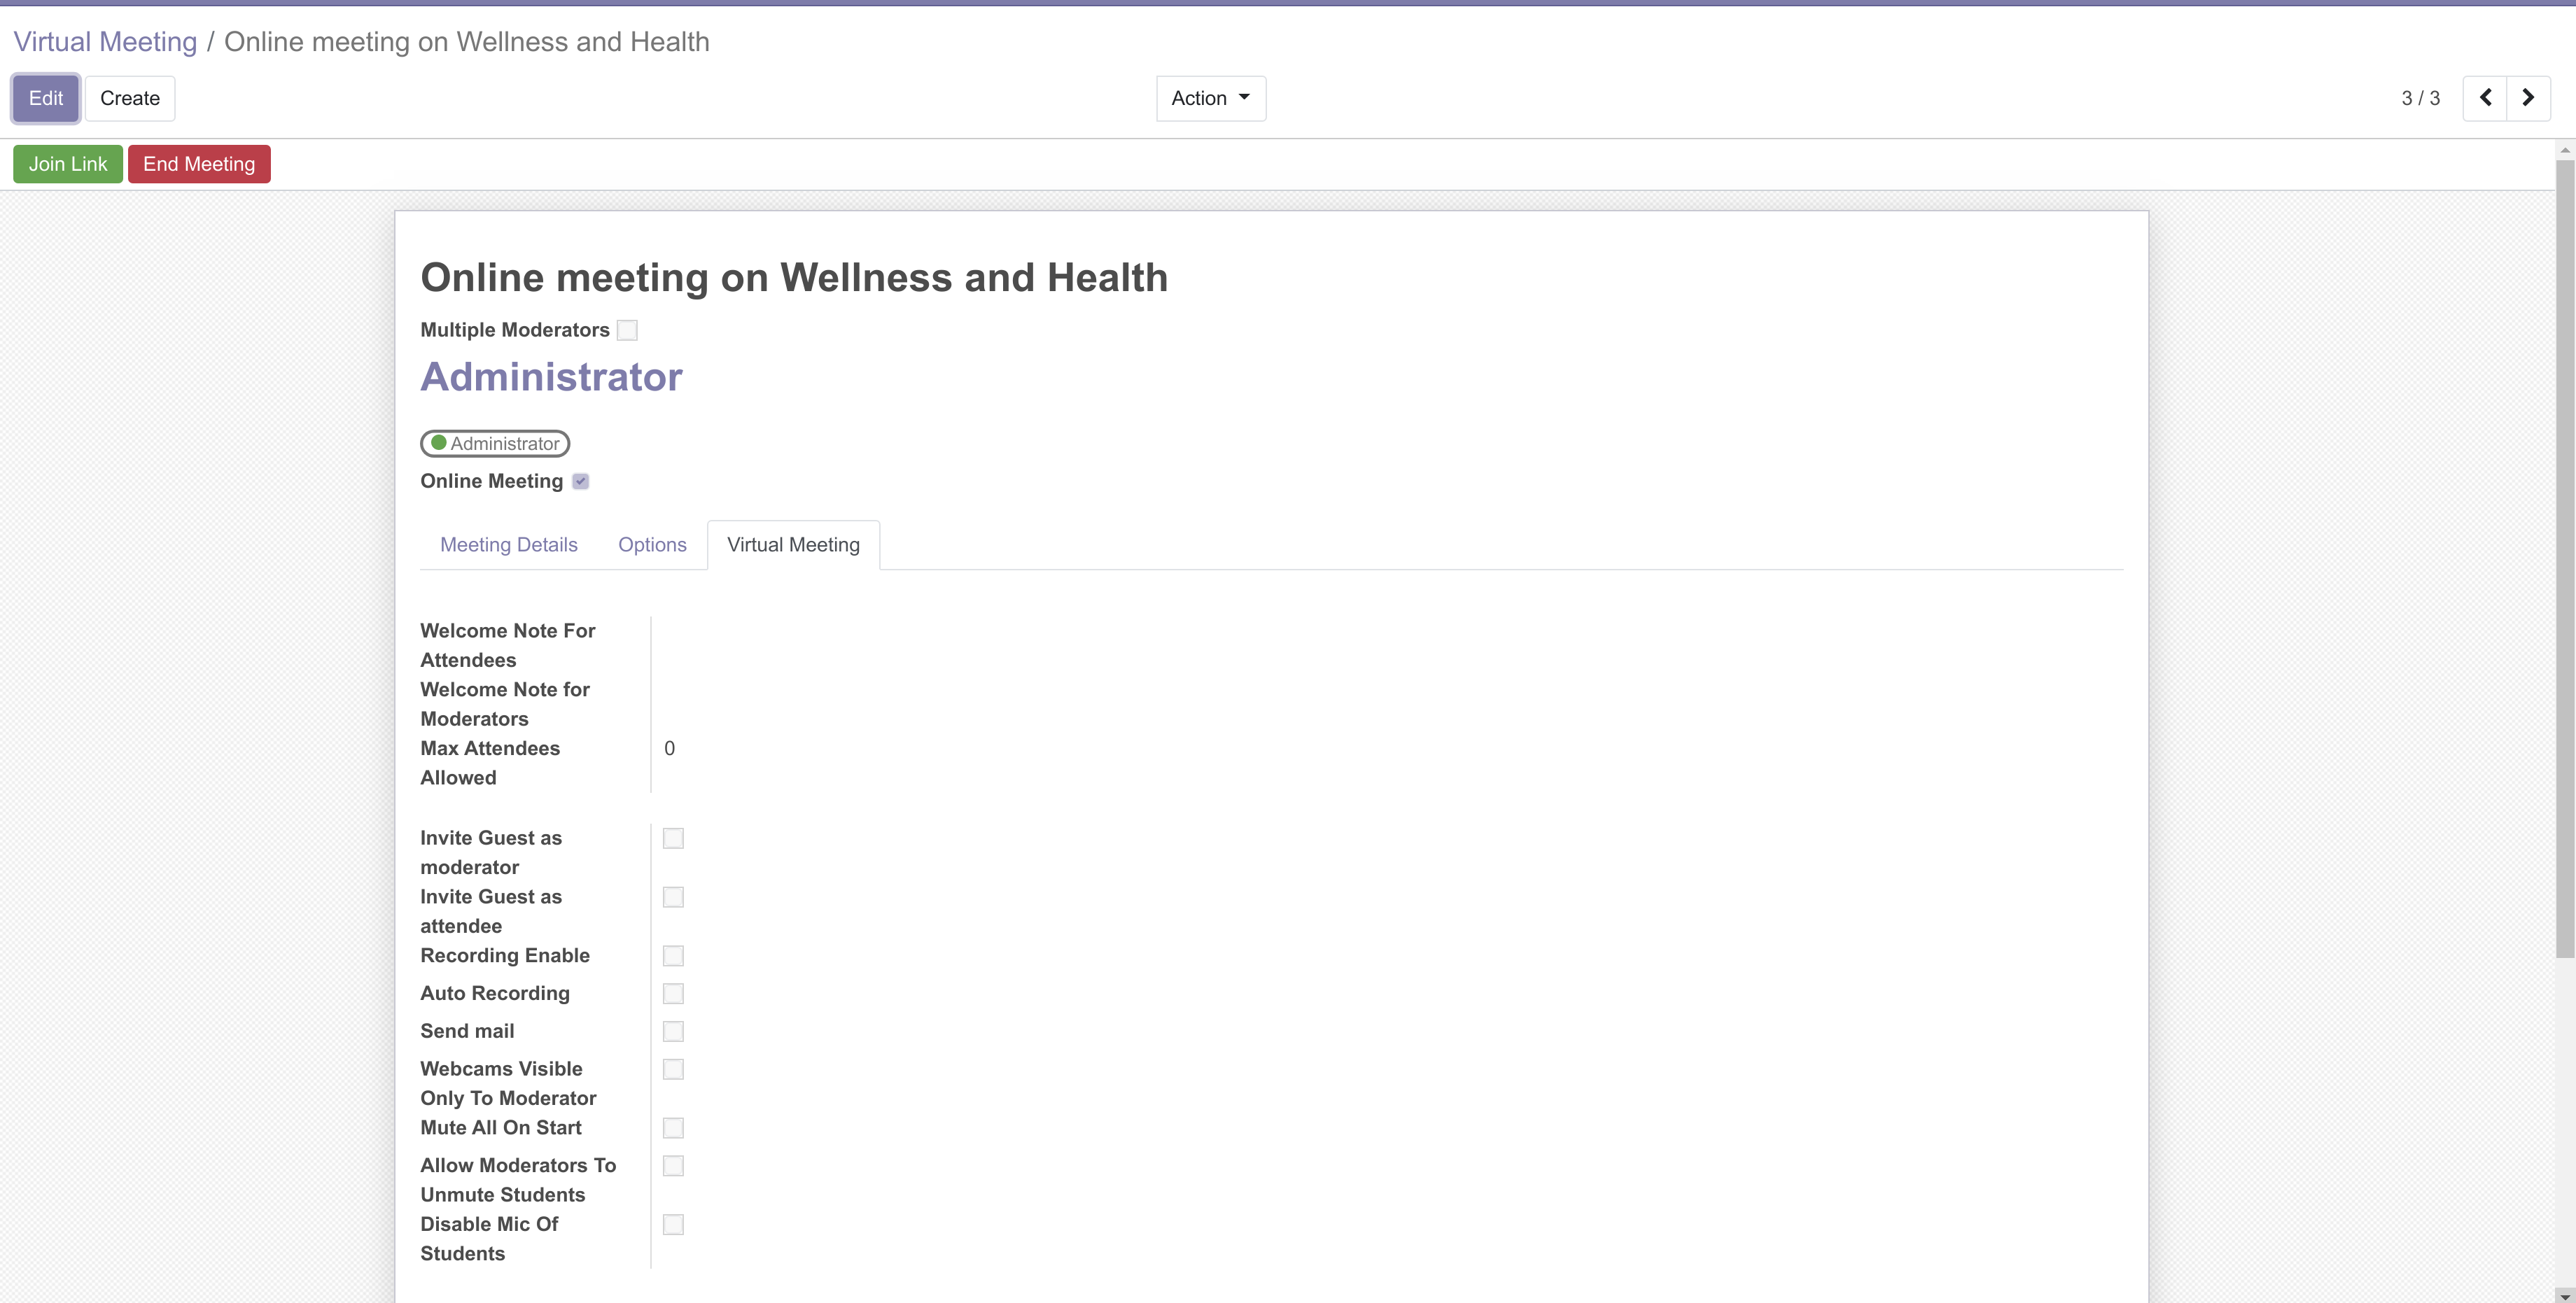 Virtual Meeting / Online meeting on Wellness and Health
Edit
Create
Action
3 / 3
Join Link
End Meeting
Online meeting on Wellness and Health
Multiple Moderators
Administrator
Administrator
Online Meeting
Meeting Details
Options
Virtual Meeting
Welcome Note For
Attendees
Welcome Note for
Moderators
Max Attendees
Allowed
0
Invite Guest as
moderator
Invite Guest as
attendee
Recording Enable
Auto Recording
Send mail
Webcams Visible
Only To Moderator
Mute All On Start
Allow Moderators To
Unmute Students
Disable Mic Of
Students